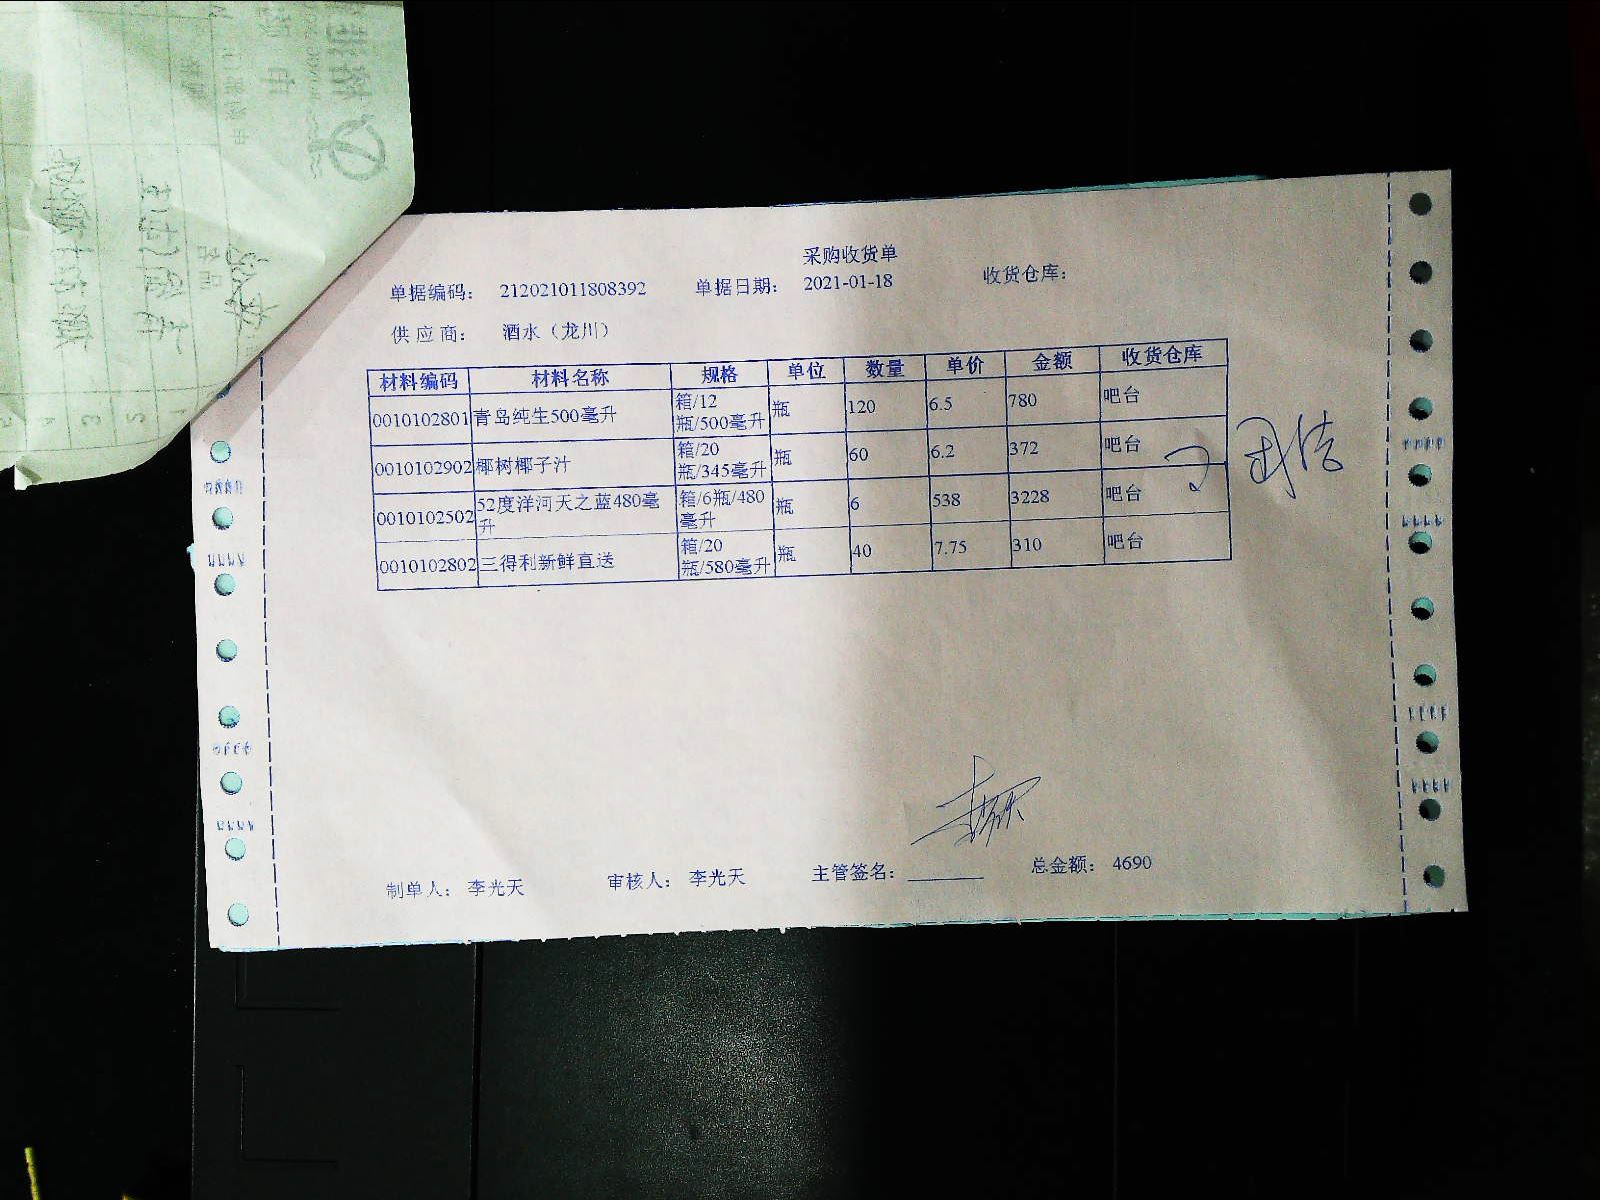 采购收货单
单据编码： 212021011808392 单据日期： 2021-01-18 收货仓库：
供 应 商： 酒水（龙川）
材料编码 材料名称 规格 单位 数量 单价 金额 收货仓库
0010102801 青岛纯生500毫升 箱/12瓶/500毫升 瓶 120 6.5 780 吧台
0010102902 椰树椰子汁 箱/20瓶/345毫升 瓶 60 6.2 372 吧台
0010102502 52度洋河天之蓝480毫升 箱/6瓶/480毫升 瓶 6 538 3228 吧台
0010102802 三得利新鲜直送 箱/20瓶/580毫升 瓶 40 7.75 310 吧台
制单人： 李光天 审核人： 李光天 主管签名： 总金额： 4690